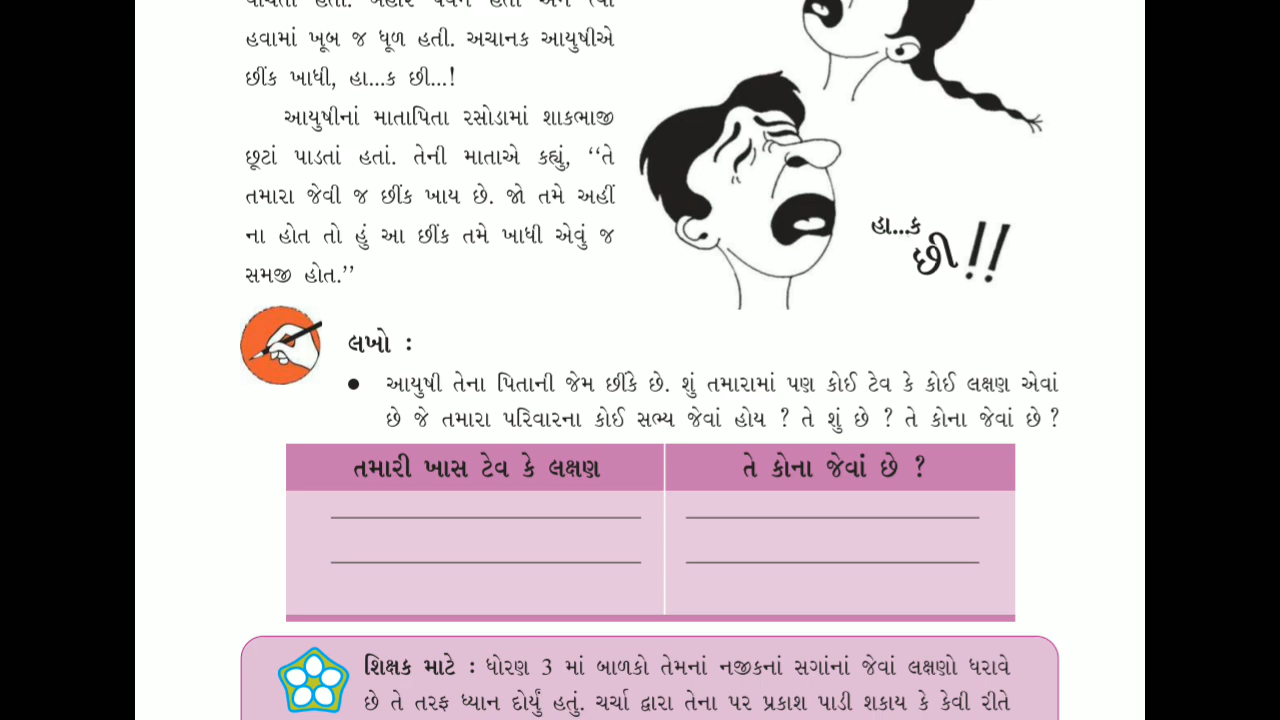 હવામાં ખૂબ જ ધૂળ હતી. અચાનક આયુષીએ
છીંક ખાધી, હા...ક છી...!
આયુષીનાં માતાપિતા રસોડામાં શાકભાજી
છૂટાં પાડતાં હતાં. તેની માતાએ કહ્યું, ‘‘તે
તમારા જેવી જ છીંક ખાય છે. જો તમે અહીં
ના હોત તો હું આ છીંક તમે ખાધી એવું જ
સમજી હોત.’’
હા...ક
છી !!
લખો :
● આયુષી તેના પિતાની જેમ છીંકે છે. શું તમારામાં પણ કોઈ ટેવ કે કોઈ લક્ષણ એવાં
છે જે તમારા પરિવારના કોઈ સભ્ય જેવાં હોય ? તે શું છે ? તે કોના જેવાં છે ?
તમારી ખાસ ટેવ કે લક્ષણ
તે કોના જેવાં છે ?
શિક્ષક માટે : ધોરણ 3 માં બાળકો તેમનાં નજીકનાં સગાંનાં જેવાં લક્ષણો ધરાવે
છે તે તરફ ધ્યાન દોર્યું હતું. ચર્ચા દ્વારા તેના પર પ્રકાશ પાડી શકાય કે કેવી રીતે